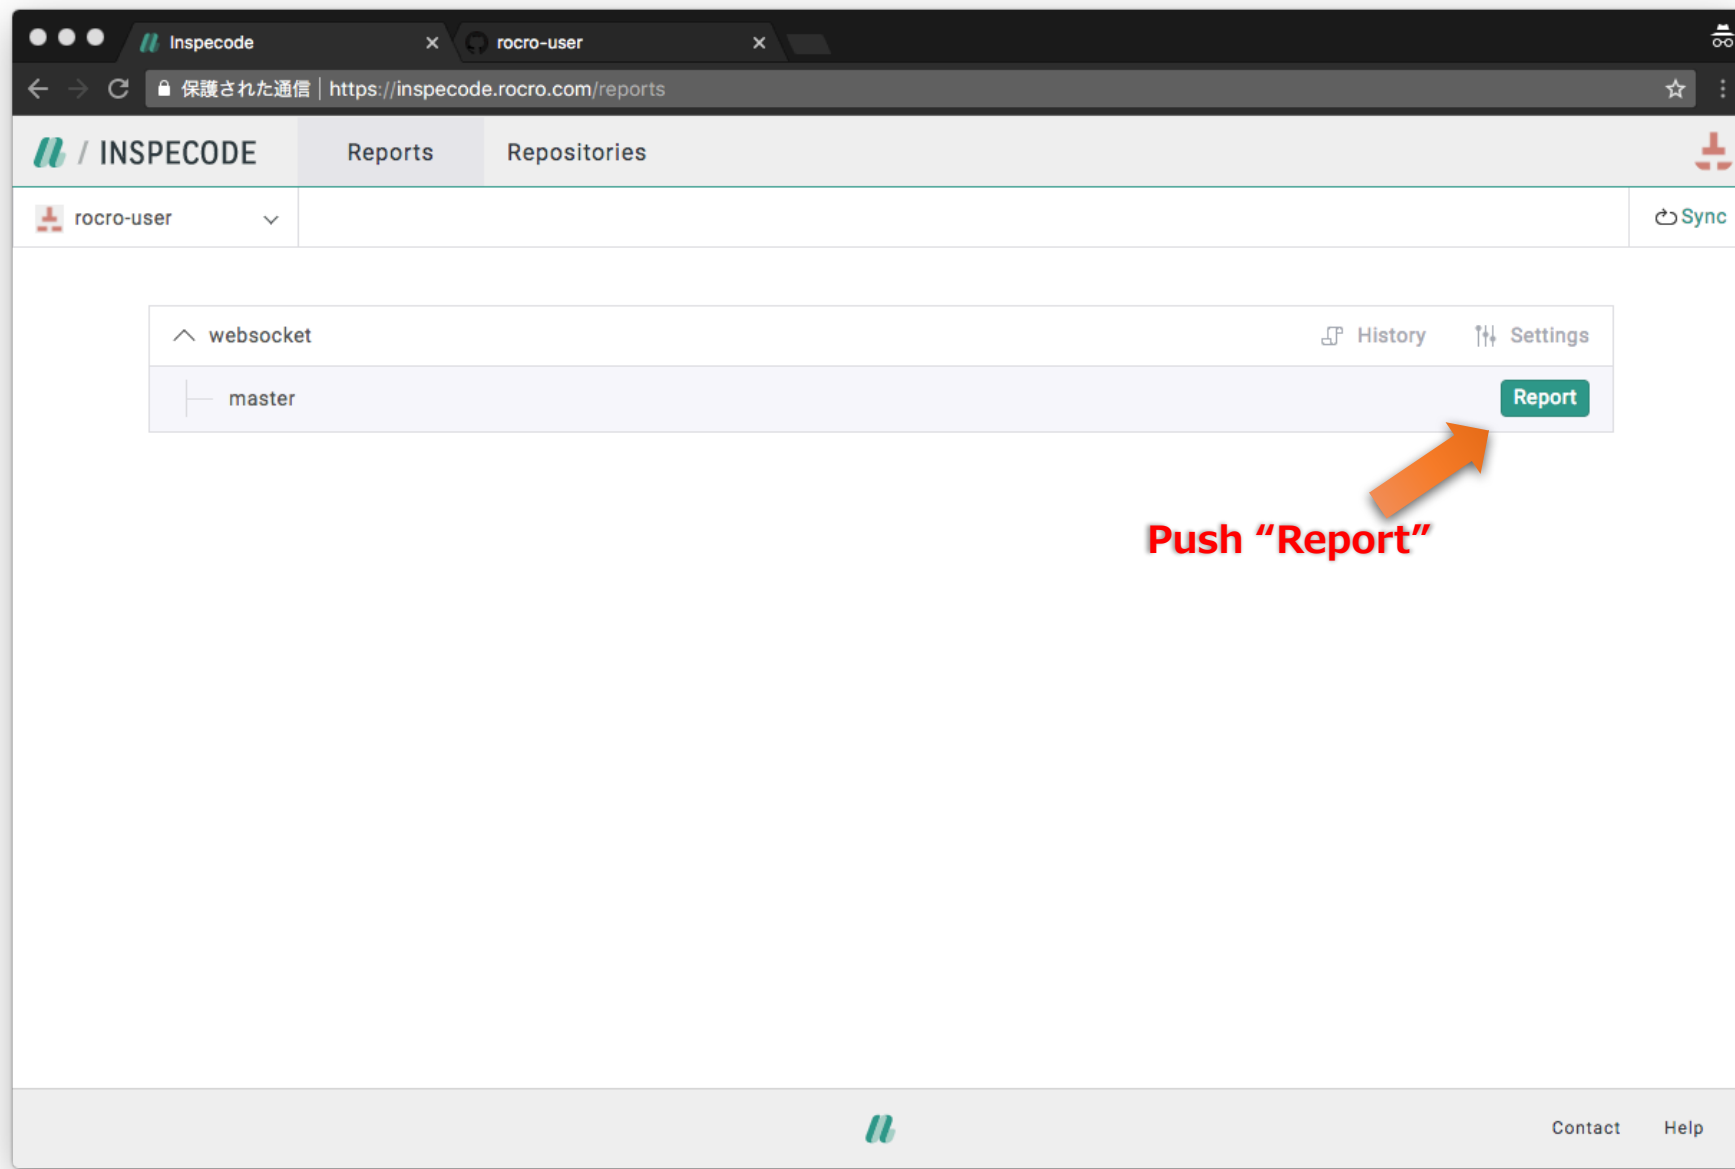 Inspecode
rocro-user
保護された通信 | https://inspecode.rocro.com/reports
/ INSPECODE
Reports
Repositories
rocro-user
Sync
websocket
History
Settings
master
Report
Push “Report”
Contact
Help